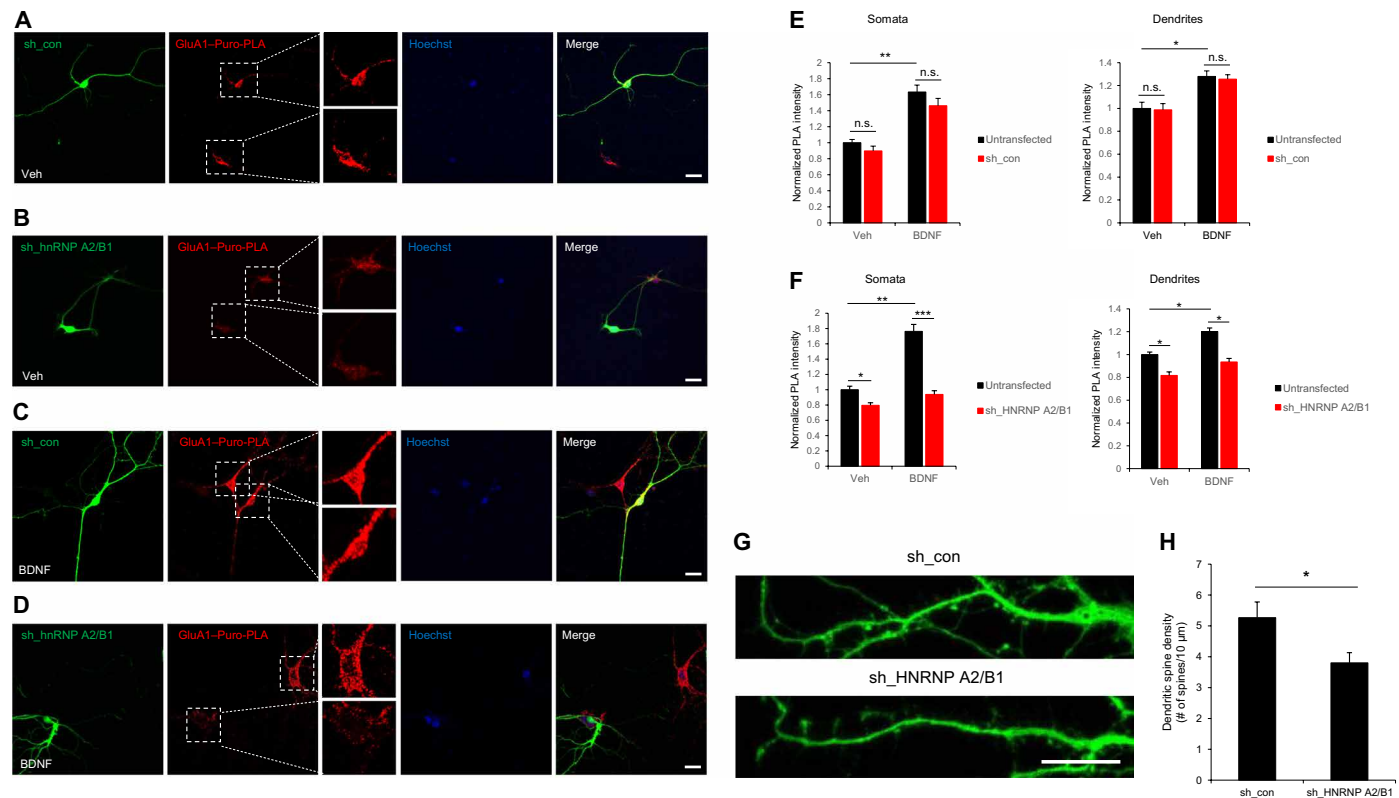 A
sh_con
GluA1–Puro-PLA
Hoechst
Merge
Veh
B
sh_hnRNP A2/B1
GluA1–Puro-PLA
Hoechst
Merge
Veh
C
sh_con
GluA1–Puro-PLA
Hoechst
Merge
BDNF
D
sh_hnRNP A2/B1
GluA1–Puro-PLA
Hoechst
Merge
BDNF
E
Somata
Normalized PLA intensity
2
1.8
1.6
1.4
1.2
1
0.8
0.6
0.4
0.2
0
n.s.
**
n.s.
Veh
BDNF
Untransfected
sh_con
Dendrites
Normalized PLA intensity
1.4
1.2
1
0.8
0.6
0.4
0.2
0
n.s.
*
n.s.
Veh
BDNF
Untransfected
sh_con
F
Somata
Normalized PLA intensity
2
1.8
1.6
1.4
1.2
1
0.8
0.6
0.4
0.2
0
*
**
***
Veh
BDNF
Untransfected
sh_HNRNP A2/B1
Dendrites
Normalized PLA intensity
1.4
1.2
1
0.8
0.6
0.4
0.2
0
*
*
*
Veh
BDNF
Untransfected
sh_HNRNP A2/B1
G
sh_con
sh_HNRNP A2/B1
H
Dendritic spine density
(# of spines/10 µm)
7
6
5
4
3
2
1
0
*
sh_con
sh_HNRNP A2/B1